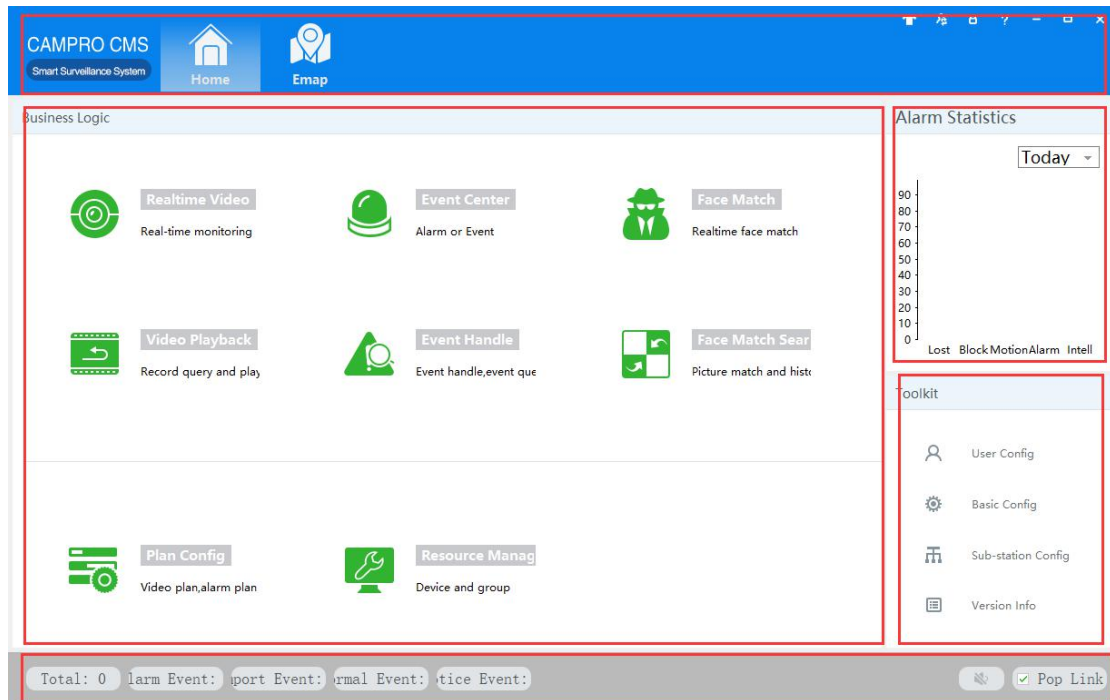 CAMPRO CMS
Smart Surveillance System
Home
Emap
?
Business Logic
Realtime Video
Real-time monitoring
Event Center
Alarm or Event
Face Match
Realtime face match
Video Playback
Record query and play
Event Handle
Event handle,event que
Face Match Sear
Picture match and histo
Plan Config
Video plan,alarm plan
Resource Manag
Device and group
Alarm Statistics
Today
90
80
70
60
50
40
30
20
10
0
Lost Block Motion Alarm Intell
Toolkit
User Config
Basic Config
Sub-station Config
Version Info
Total: 0
larm Event:
port Event:
rmal Event:
tice Event:
Pop Link